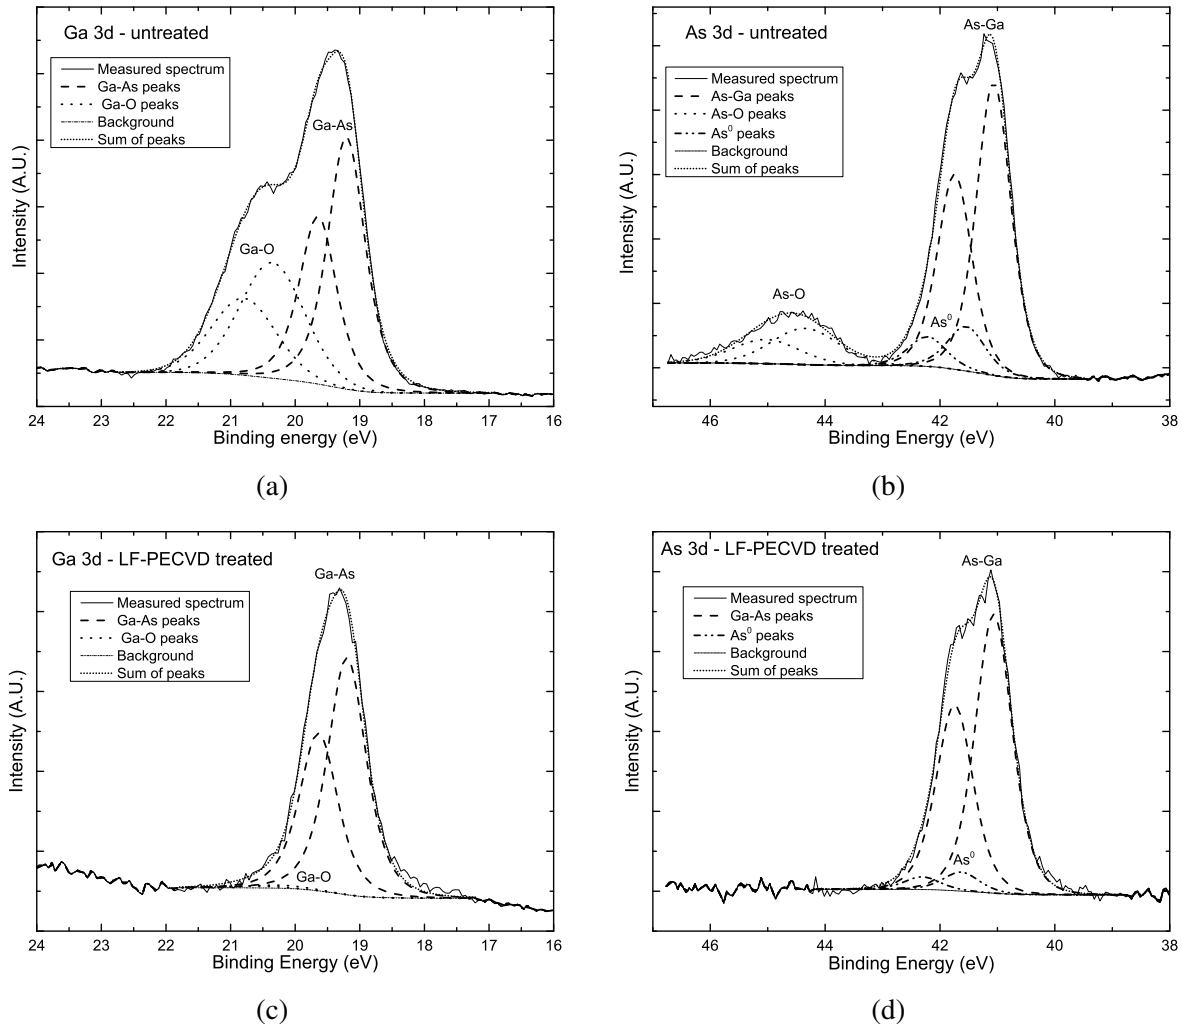 Ga 3d - untreated
Measured spectrum
Ga-As peaks
Ga-O peaks
Background
Sum of peaks
Ga-As
Ga-O
Intensity (A.U.)
24 23 22 21 20 19 18 17 16
Binding energy (eV)
(a)
As 3d - untreated
Measured spectrum
As-Ga peaks
As-O peaks
As⁰ peaks
Background
Sum of peaks
As-Ga
As-O
As⁰
Intensity (A.U.)
46 44 42 40 38
Binding Energy (eV)
(b)
Ga 3d - LF-PECVD treated
Ga-As
Measured spectrum
Ga-As peaks
Ga-O peaks
Background
Sum of peaks
Ga-O
Intensity (A.U.)
24 23 22 21 20 19 18 17 16
Binding Energy (eV)
(c)
As 3d - LF-PECVD treated
As-Ga
Measured spectrum
Ga-As peaks
As⁰ peaks
Background
Sum of peaks
As⁰
Intensity (A.U.)
46 44 42 40 38
Binding Energy (eV)
(d)